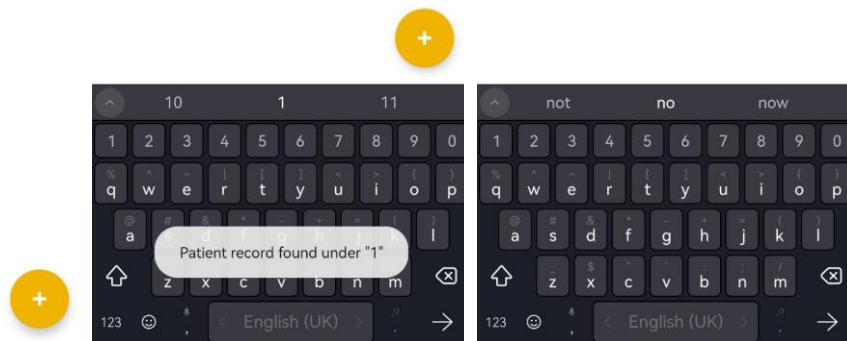 +
10 1 11
not no now
1 2 3 4 5 6 7 8 9 0
1 2 3 4 5 6 7 8 9 0
% ^ ~ | [ ] < > { }
q w e r t y u i o p
% ^ ~ | [ ] < > { }
q w e r t y u i o p
@ # & * - + = ( )
a s d f g h j k l
@ # & * - + = ( )
a s d f g h j k l
Patient record found under "1"
z x c v b n m
_ $ " ' : ; /
z x c v b n m
+
123 , < English (UK) > .
123 , < English (UK) > .